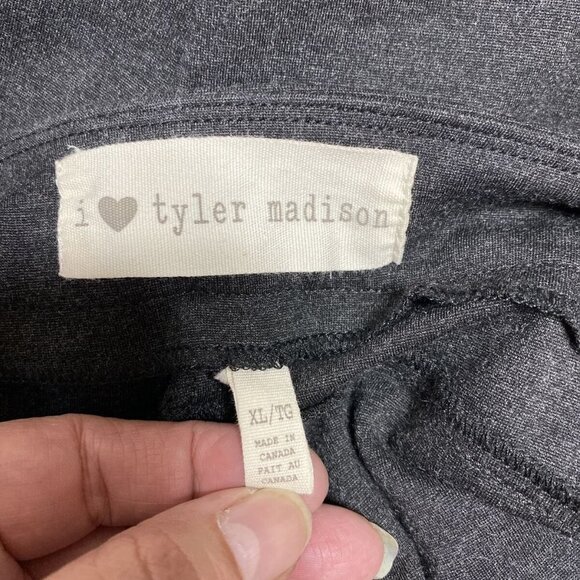 i ♥ tyler madison
XL/TG
MADE IN
CANADA
FAIT AU
CANADA